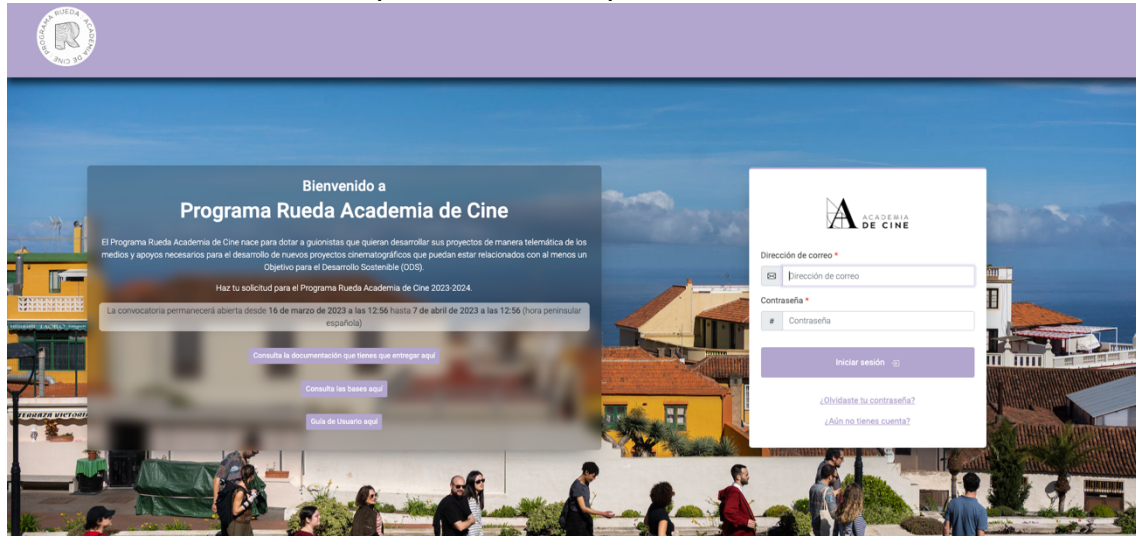 PROGRAMA RUEDA · ACADEMIA DE CINE
R
Bienvenido a
Programa Rueda Academia de Cine
El Programa Rueda Academia de Cine nace para dotar a guionistas que quieran desarrollar sus proyectos de manera telemática de los
medios y apoyos necesarios para el desarrollo de nuevos proyectos cinematográficos que puedan estar relacionados con al menos un
Objetivo para el Desarrollo Sostenible (ODS).
Haz tu solicitud para el Programa Rueda Academia de Cine 2023-2024.
La convocatoria permanecerá abierta desde 16 de marzo de 2023 a las 12:56 hasta 7 de abril de 2023 a las 12:56 (hora peninsular
española)
Consulta la documentación que tienes que entregar aquí
Consulta las bases aquí
Guía de Usuario aquí
ACADEMIA
DE CINE
Dirección de correo *
Dirección de correo
Contraseña *
# Contraseña
Iniciar sesión
¿Olvidaste tu contraseña?
¿Aún no tienes cuenta?
TERRAZA VICTORIA